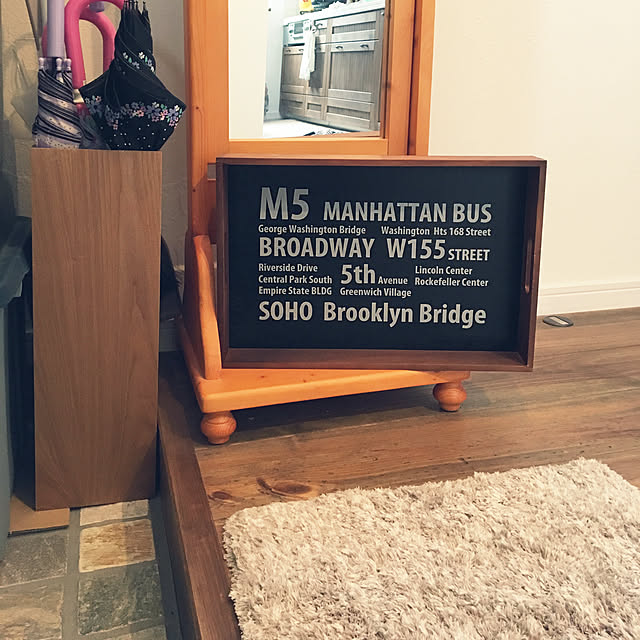 M5 MANHATTAN BUS
George Washington Bridge Washington Hts 168 Street
BROADWAY W155 STREET
Riverside Drive Lincoln Center
Central Park South 5th Avenue Rockefeller Center
Empire State BLDG Greenwich Village
SOHO Brooklyn Bridge